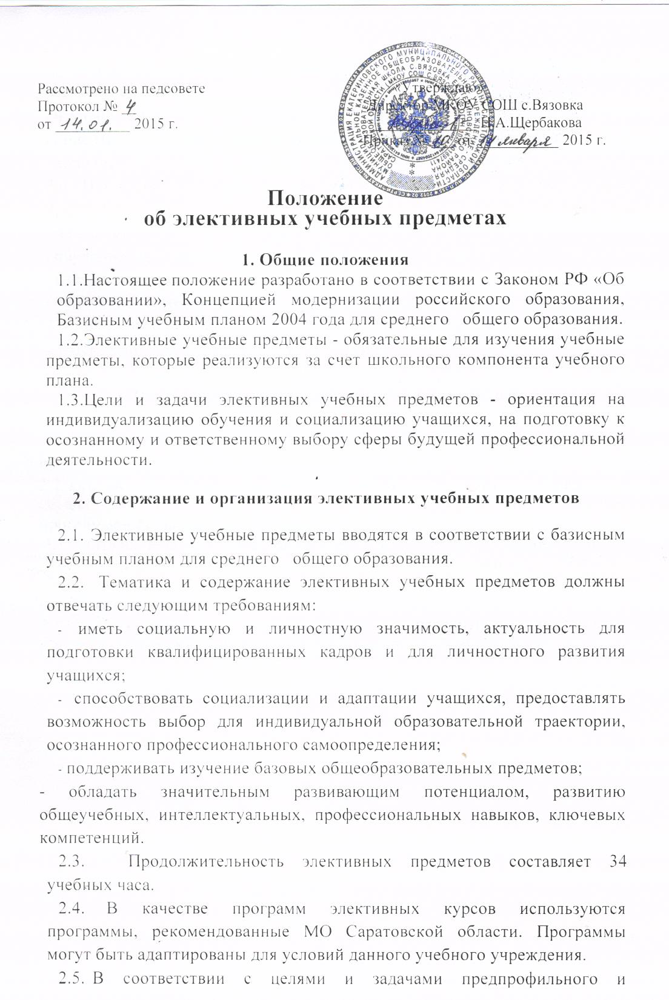 Рассмотрено на педсовете
Протокол № 4
от 14.01. 2015 г.
Утверждаю
Директор МКОУ СОШ с.Вязовка
Н.А.Щербакова
Приказ № 10 от 14 января 2015 г.
Положение
об элективных учебных предметах
1. Общие положения
1.1.Настоящее положение разработано в соответствии с Законом РФ «Об
образовании», Концепцией модернизации российского образования,
Базисным учебным планом 2004 года для среднего общего образования.
1.2.Элективные учебные предметы - обязательные для изучения учебные
предметы, которые реализуются за счет школьного компонента учебного
плана.
1.3.Цели и задачи элективных учебных предметов - ориентация на
индивидуализацию обучения и социализацию учащихся, на подготовку к
осознанному и ответственному выбору сферы будущей профессиональной
деятельности.
2. Содержание и организация элективных учебных предметов
2.1. Элективные учебные предметы вводятся в соответствии с базисным
учебным планом для среднего общего образования.
2.2. Тематика и содержание элективных учебных предметов должны
отвечать следующим требованиям:
- иметь социальную и личностную значимость, актуальность для
подготовки квалифицированных кадров и для личностного развития
учащихся;
- способствовать социализации и адаптации учащихся, предоставлять
возможность выбор для индивидуальной образовательной траектории,
осознанного профессионального самоопределения;
- поддерживать изучение базовых общеобразовательных предметов;
- обладать значительным развивающим потенциалом, развитию
общеучебных, интеллектуальных, профессиональных навыков, ключевых
компетенций.
2.3. Продолжительность элективных предметов составляет 34
учебных часа.
2.4. В качестве программ элективных курсов используются
программы, рекомендованные МО Саратовской области. Программы
могут быть адаптированы для условий данного учебного учреждения.
2.5. В соответствии с целями и задачами предпрофильного и